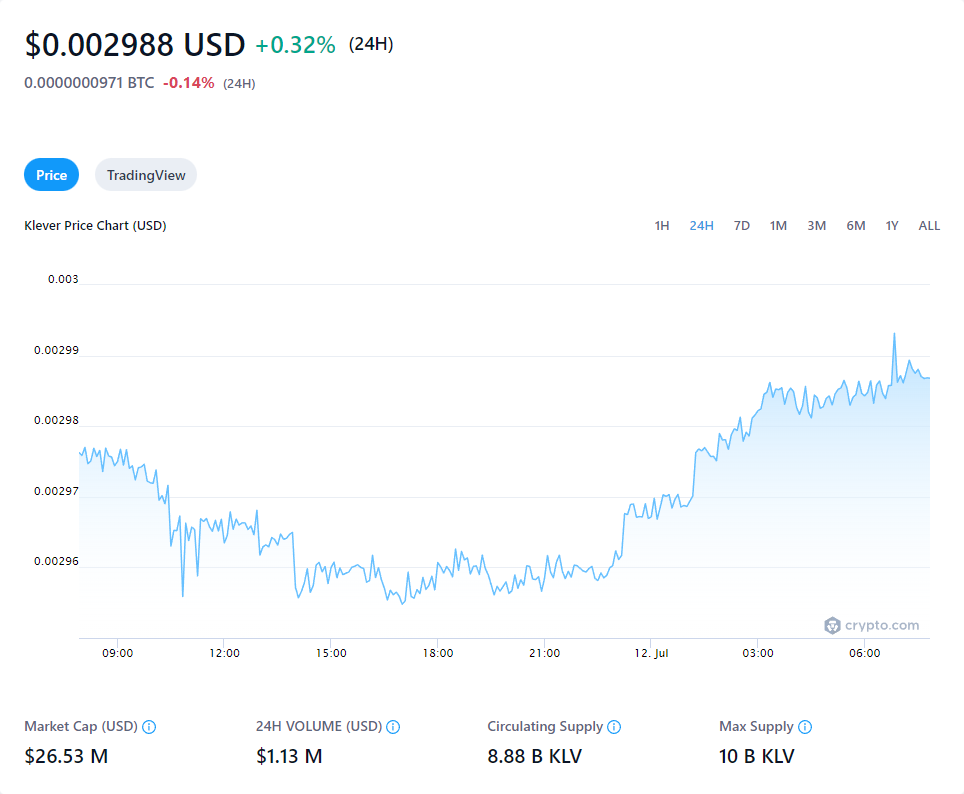 $0.002988 USD +0.32% (24H)
0.0000000971 BTC -0.14% (24H)
Price TradingView
Klever Price Chart (USD) 1H 24H 7D 1M 3M 6M 1Y ALL
0.003
0.00299
0.00298
0.00297
0.00296
crypto.com
09:00 12:00 15:00 18:00 21:00 12. Jul 03:00 06:00
Market Cap (USD) 24H VOLUME (USD) Circulating Supply Max Supply
$26.53 M $1.13 M 8.88 B KLV 10 B KLV